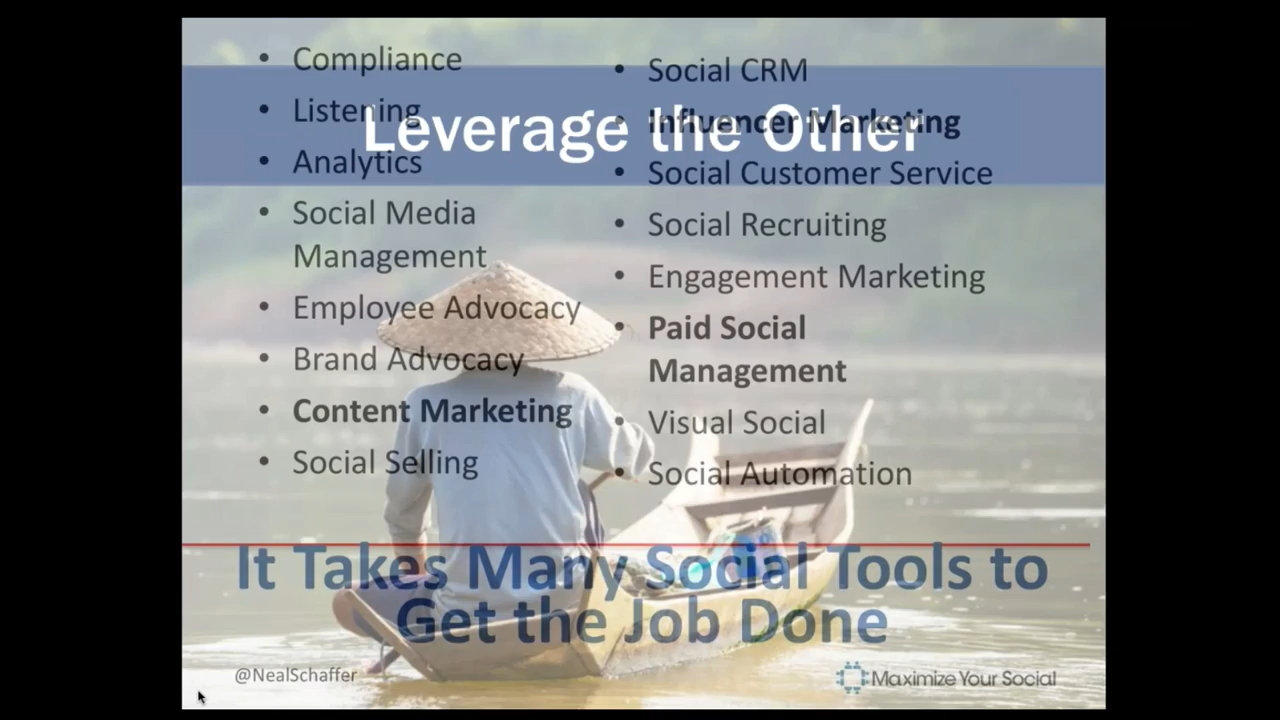 • Compliance
• Listening
• Analytics
• Social Media
Management
• Employee Advocacy
• Brand Advocacy
• Content Marketing
• Social Selling
• Social CRM
• Influencer Marketing
• Social Customer Service
• Social Recruiting
• Engagement Marketing
• Paid Social
Management
• Visual Social
• Social Automation
Leverage the Other
It Takes Many Social Tools to
Get the Job Done
@NealSchaffer
Maximize Your Social